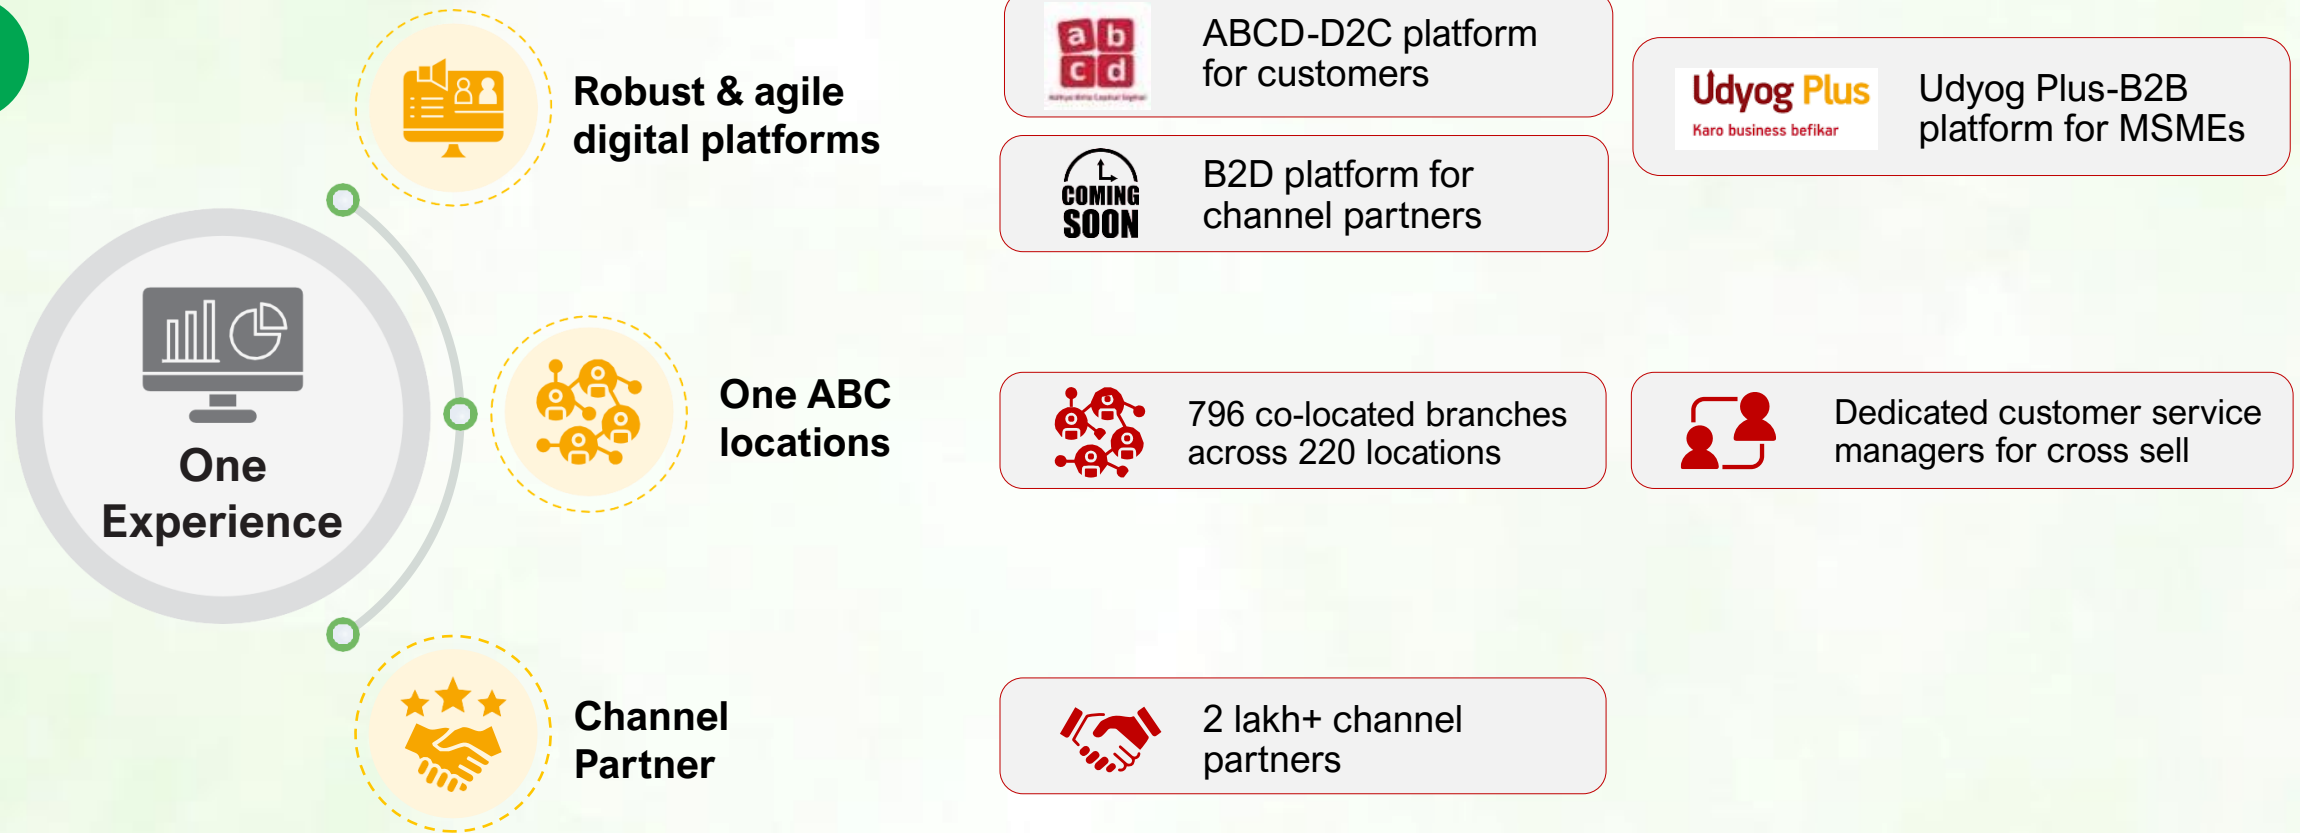 Robust & agile
digital platforms
a b
c d
ABCD-D2C platform
for customers
Udyog Plus
Karo business befikar
Udyog Plus-B2B
platform for MSMEs
COMING
SOON
B2D platform for
channel partners
One
Experience
One ABC
locations
796 co-located branches
across 220 locations
Dedicated customer service
managers for cross sell
Channel
Partner
2 lakh+ channel
partners